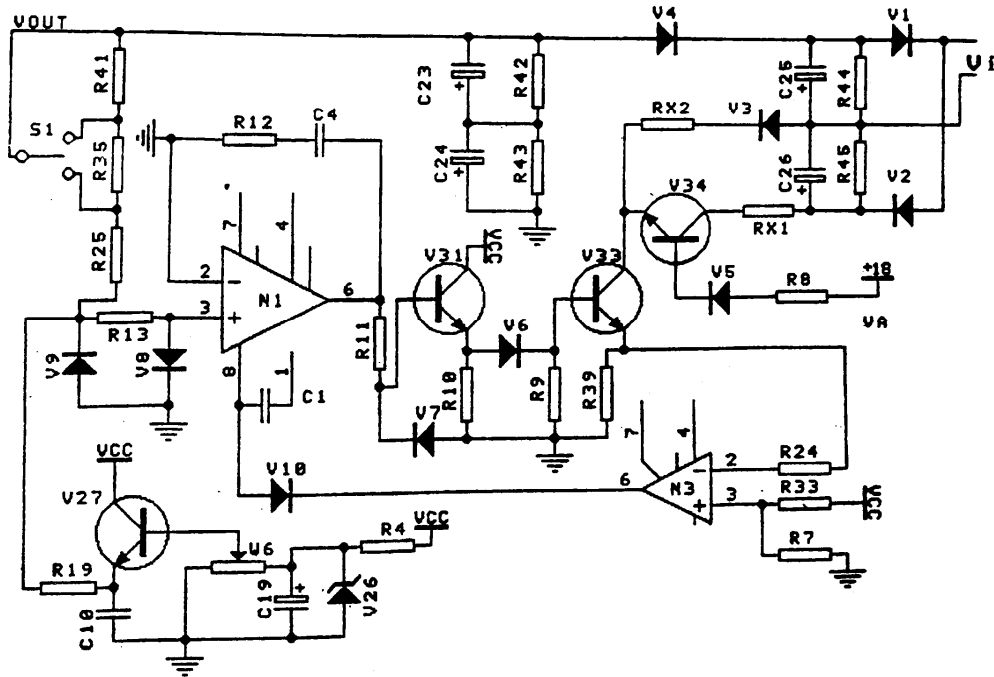 VOUT
V4
V1
R41
C23
R42
C25
R44
Vi
S1
R12
C4
RX2
V3
R35
C24
R43
C26
R45
V2
V34
7
4
RX1
R25
V31
VCC
V33
2
-
N1
6
V5
R8
+18
3
+
R13
V6
VA
V9
V8
R11
8
1
C1
R10
R9
R39
V7
7
4
VCC
V10
6
-
2
R24
N3
V27
+
3
R33
VCC
W6
R4
VCC
R7
R19
C10
C19
+
V26